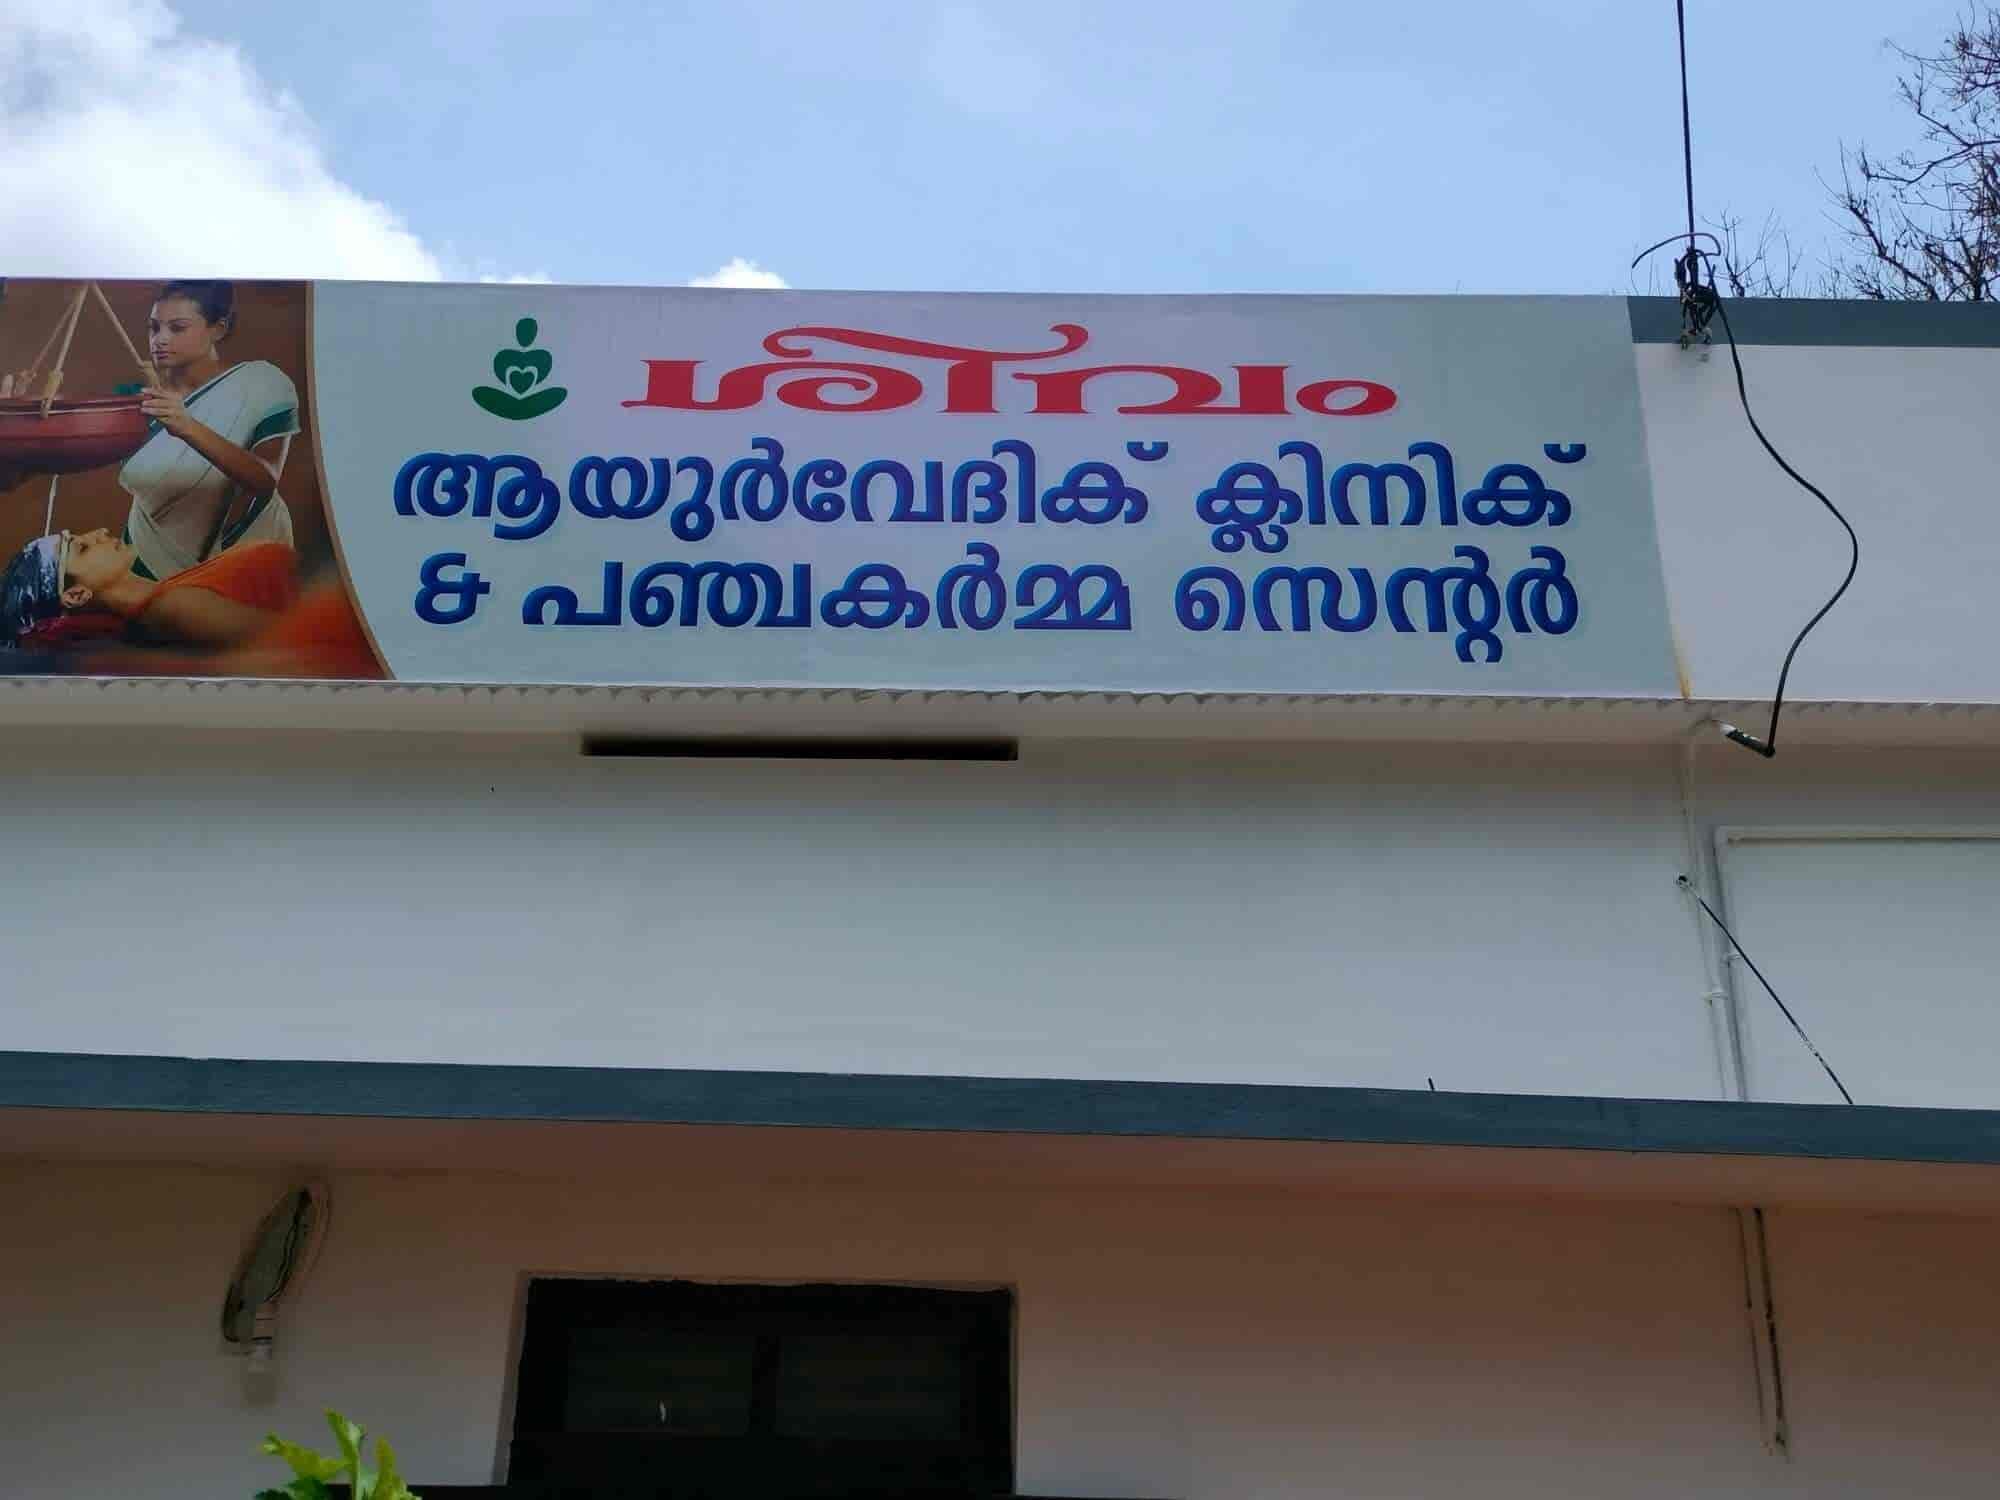 ശിവം
ആയുർവേദിക് ക്ലിനിക്
& പഞ്ചകർമ്മ സെന്റർ